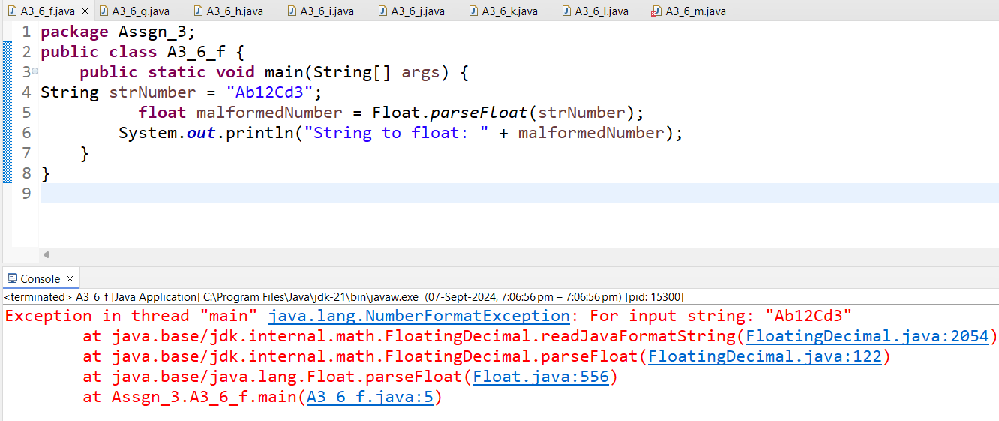 A3_6_f.java A3_6_g.java A3_6_h.java A3_6_i.java A3_6_j.java A3_6_k.java A3_6_l.java A3_6_m.java
1 package Assgn_3;
2 public class A3_6_f {
3 public static void main(String[] args) {
4 String strNumber = "Ab12Cd3";
5 float malformedNumber = Float.parseFloat(strNumber);
6 System.out.println("String to float: " + malformedNumber);
7 }
8 }
9
Console
<terminated> A3_6_f [Java Application] C:\Program Files\Java\jdk-21\bin\javaw.exe (07-Sept-2024, 7:06:56 pm – 7:06:56 pm) [pid: 15300]
Exception in thread "main" java.lang.NumberFormatException: For input string: "Ab12Cd3"
at java.base/jdk.internal.math.FloatingDecimal.readJavaFormatString(FloatingDecimal.java:2054)
at java.base/jdk.internal.math.FloatingDecimal.parseFloat(FloatingDecimal.java:122)
at java.base/java.lang.Float.parseFloat(Float.java:556)
at Assgn_3.A3_6_f.main(A3_6_f.java:5)